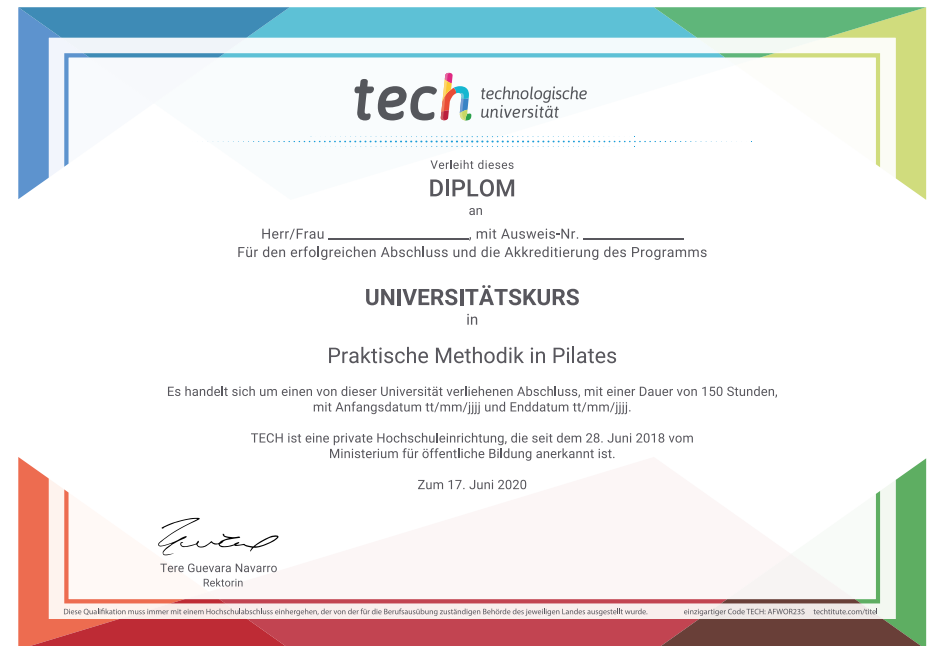 tech technologische
universität
Verleiht dieses
DIPLOM
an
Herr/Frau ____________________, mit Ausweis-Nr. ______________
Für den erfolgreichen Abschluss und die Akkreditierung des Programms
UNIVERSITÄTSKURS
in
Praktische Methodik in Pilates
Es handelt sich um einen von dieser Universität verliehenen Abschluss, mit einer Dauer von 150 Stunden,
mit Anfangsdatum tt/mm/jjjj und Enddatum tt/mm/jjjj.
TECH ist eine private Hochschuleinrichtung, die seit dem 28. Juni 2018 vom
Ministerium für öffentliche Bildung anerkannt ist.
Zum 17. Juni 2020
Tere Guevara Navarro
Rektorin
Diese Qualifikation muss immer mit einem Hochschulabschluss einhergehen, der von der für die Berufsausübung zuständigen Behörde des jeweiligen Landes ausgestellt wurde. einzigartiger Code TECH: AFWOR23S techtitute.com/titel